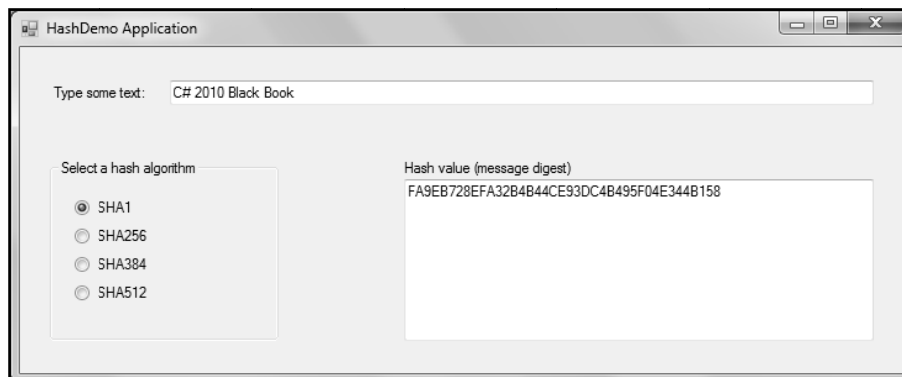 HashDemo Application
Type some text: C# 2010 Black Book
Select a hash algorithm
SHA1
SHA256
SHA384
SHA512
Hash value (message digest)
FA9EB728EFA32B4B44CE93DC4B495F04E344B158